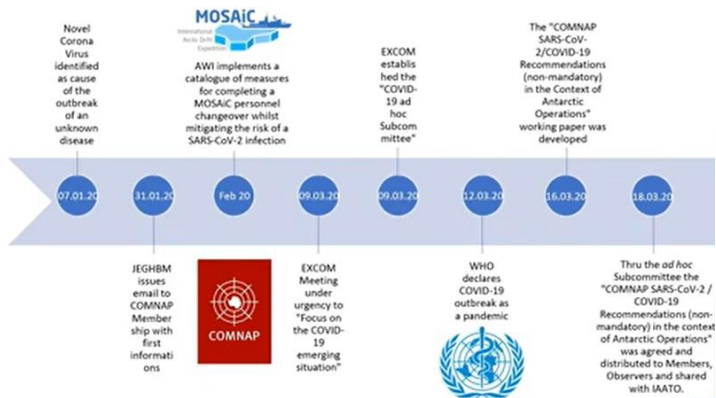 Novel
Corona
Virus
identified
as cause
of the
outbreak
of an
unknown
disease
MOSAiC
International
Arctic Drift
Expedition
AWI implements a
catalogue of measures
for completing a
MOSAiC personnel
changeover whilst
mitigating the risk of a
SARS-CoV-2 infection
EXCOM
establis
hed the
"COVID-
19 ad
hoc
Subcom
mittee"
The "COMNAP
SARS-CoV-
2/COVID-19
Recommendations
(non-mandatory)
in the Context of
Antarctic
Operations"
working paper was
developed
07.01.20
31.01.20
Feb 20
09.03.20
09.03.20
12.03.20
16.03.20
18.03.20
JEGHBM
issues
email to
COMNAP
Member
ship with
first
informati
ons
COMNAP
EXCOM
Meeting
under
urgency to
"Focus on
the COVID-
19
emerging
situation"
WHO
declares
COVID-19
outbreak as
a pandemic
Thru the ad hoc
Subcommittee the
"COMNAP SARS-CoV-2 /
COVID-19
Recommendations (non-
mandatory) in the context
of Antarctic Operations"
was agreed and
distributed to Members,
Observers and shared
with IAATO.